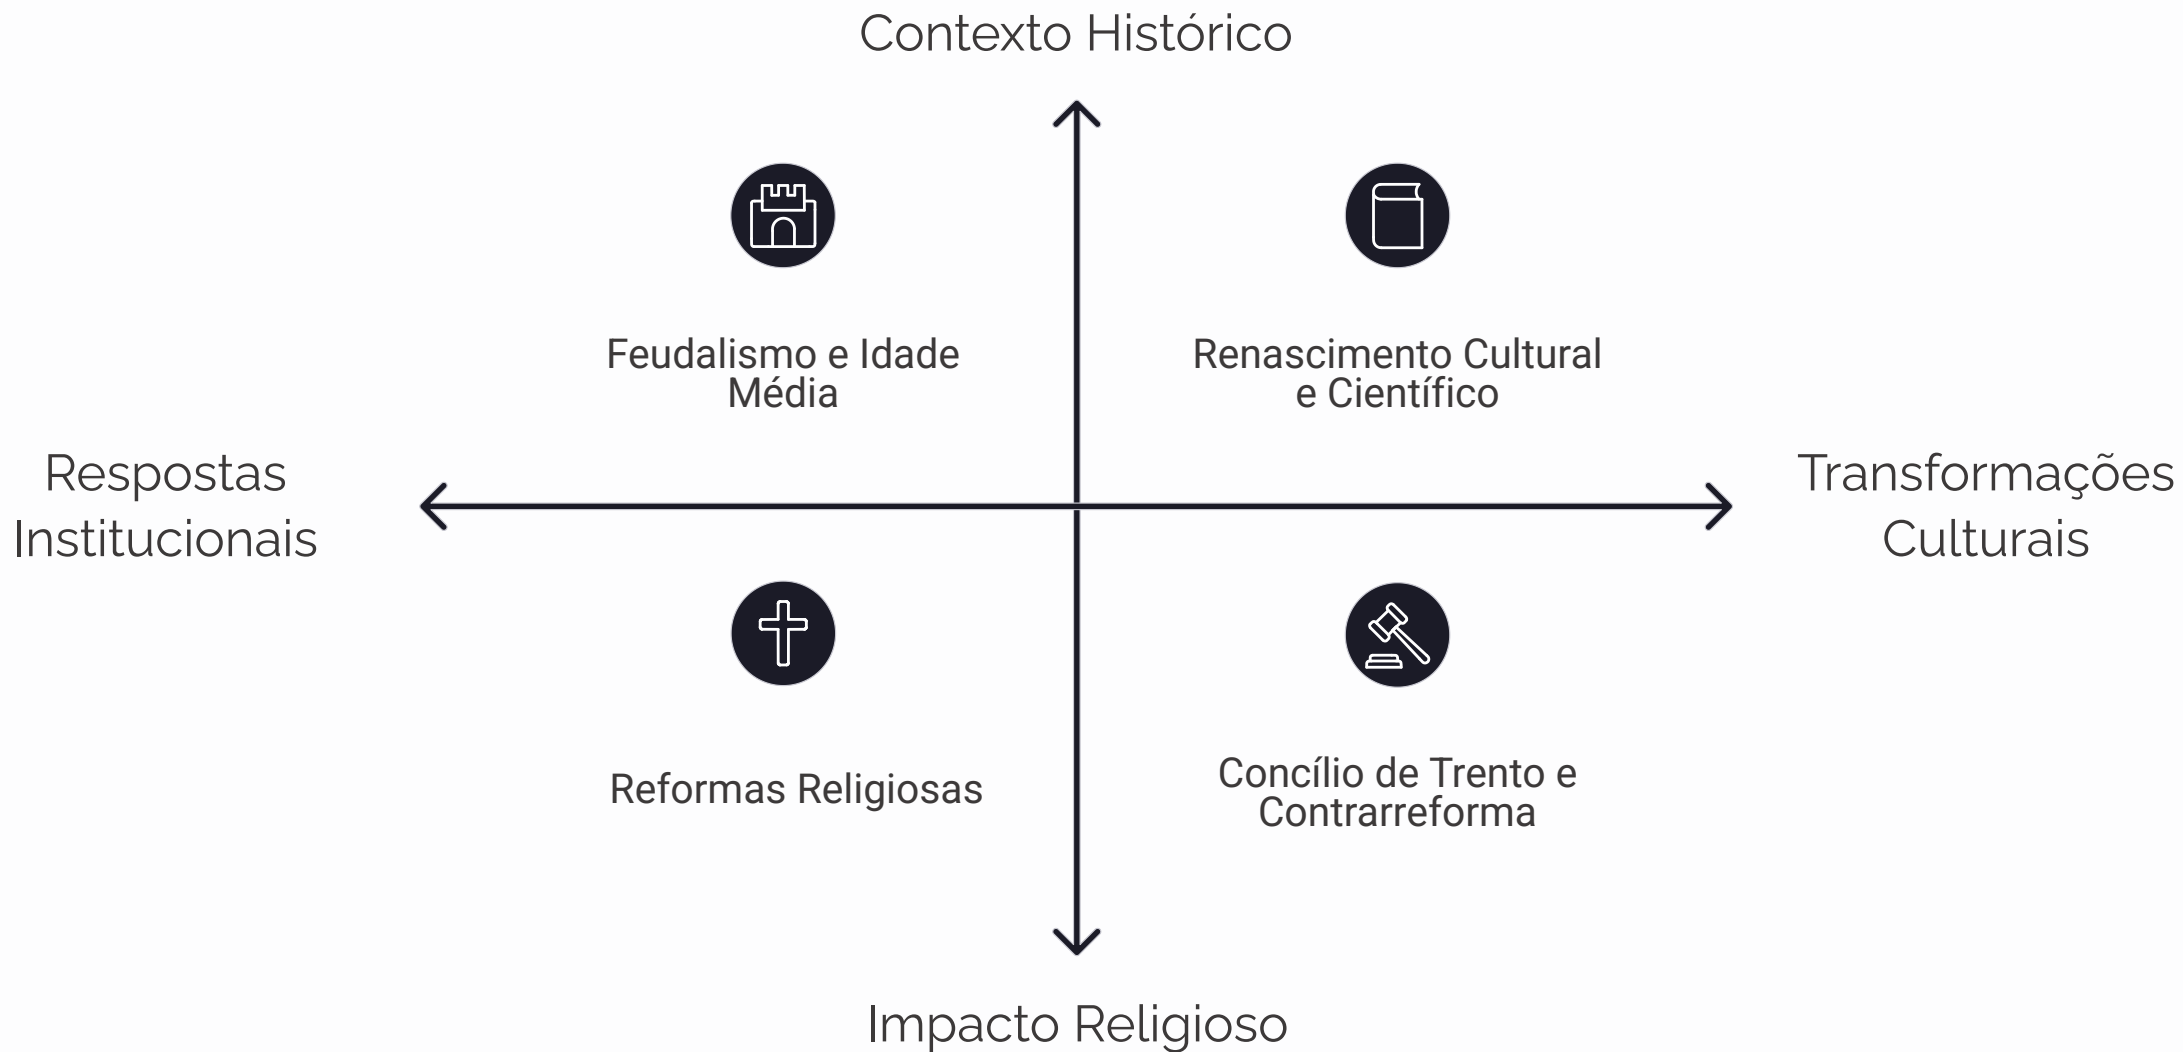 Contexto Histórico
Feudalismo e Idade
Média
Renascimento Cultural
e Científico
Respostas
Institucionais
Transformações
Culturais
Reformas Religiosas
Concílio de Trento e
Contrarreforma
Impacto Religioso